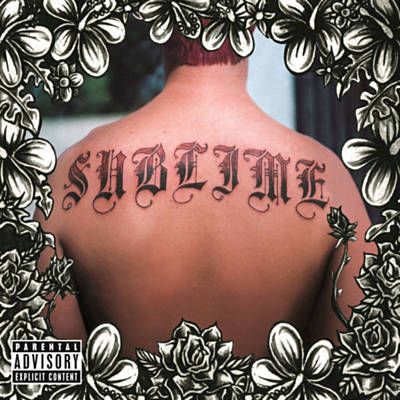 SUBLIME
PARENTAL
ADVISORY
EXPLICIT CONTENT